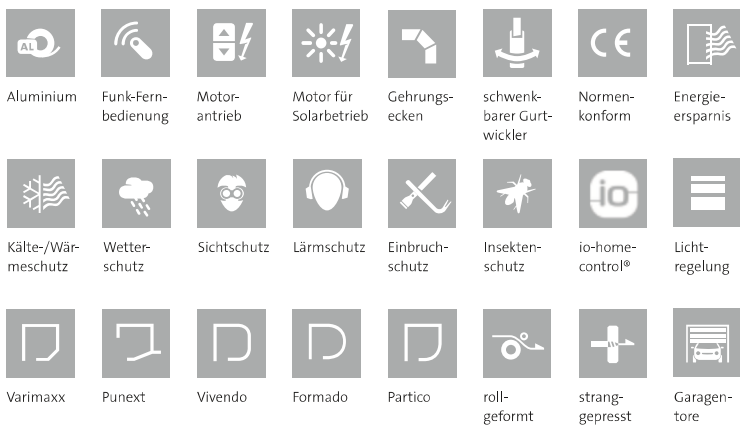 AL
CE
Aluminium
Funk-Fern-
bedienung
Motor-
antrieb
Motor für
Solarbetrieb
Gehrungs-
ecken
schwenk-
barer Gurt-
wickler
Normen-
konform
Energie-
ersparnis
io
Kälte-/Wär-
meschutz
Wetter-
schutz
Sichtschutz
Lärmschutz
Einbruch-
schutz
Insekten-
schutz
io-home-
control®
Licht-
regelung
Varimaxx
Punext
Vivendo
Formado
Partico
roll-
geformt
strang-
gepresst
Garagen-
tore